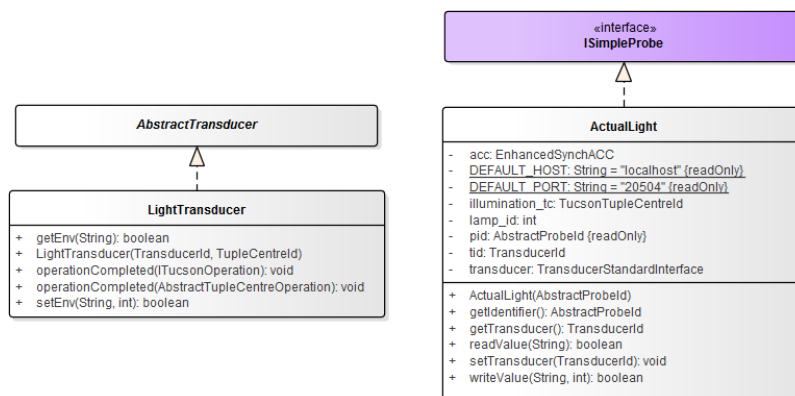 AbstractTransducer
LightTransducer
+ getEnv(String): boolean
+ LightTransducer(TransducerId, TupleCentreId)
+ operationCompleted(ITucsonOperation): void
+ operationCompleted(AbstractTupleCentreOperation): void
+ setEnv(String, int): boolean
«interface»
ISimpleProbe
ActualLight
- acc: EnhancedSynchACC
- DEFAULT_HOST: String = "localhost" {readOnly}
- DEFAULT_PORT: String = "20504" {readOnly}
- illumination_tc: TucsonTupleCentreId
- lamp_id: int
- pid: AbstractProbeId {readOnly}
- tid: TransducerId
- transducer: TransducerStandardInterface
+ ActualLight(AbstractProbeId)
+ getIdentifier(): AbstractProbeId
+ getTransducer(): TransducerId
+ readValue(String): boolean
+ setTransducer(TransducerId): void
+ writeValue(String, int): boolean